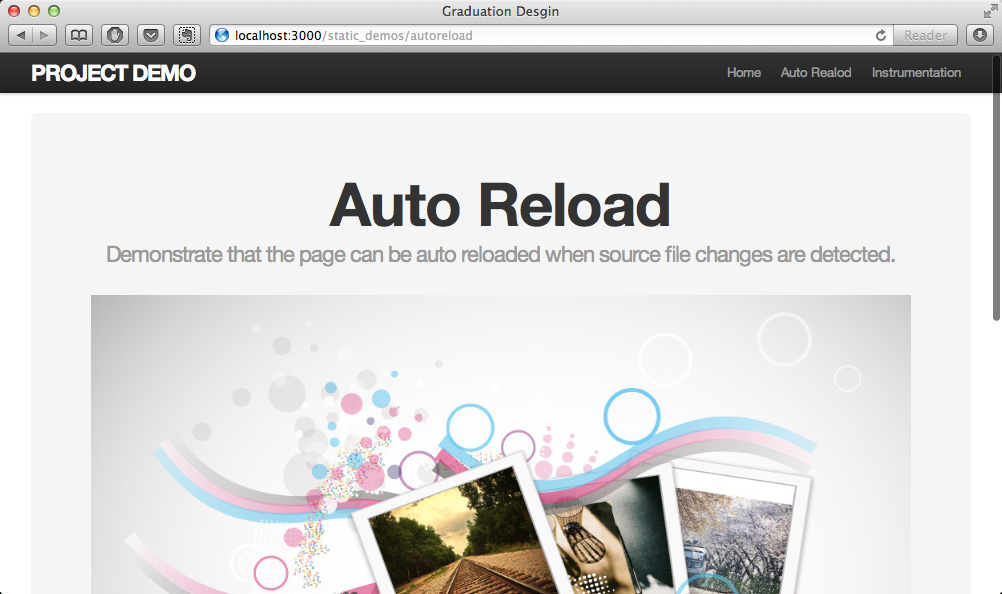 Graduation Desgin
localhost:3000/static_demos/autoreload
Reader
PROJECT DEMO
Home
Auto Realod
Instrumentation
Auto Reload
Demonstrate that the page can be auto reloaded when source file changes are detected.